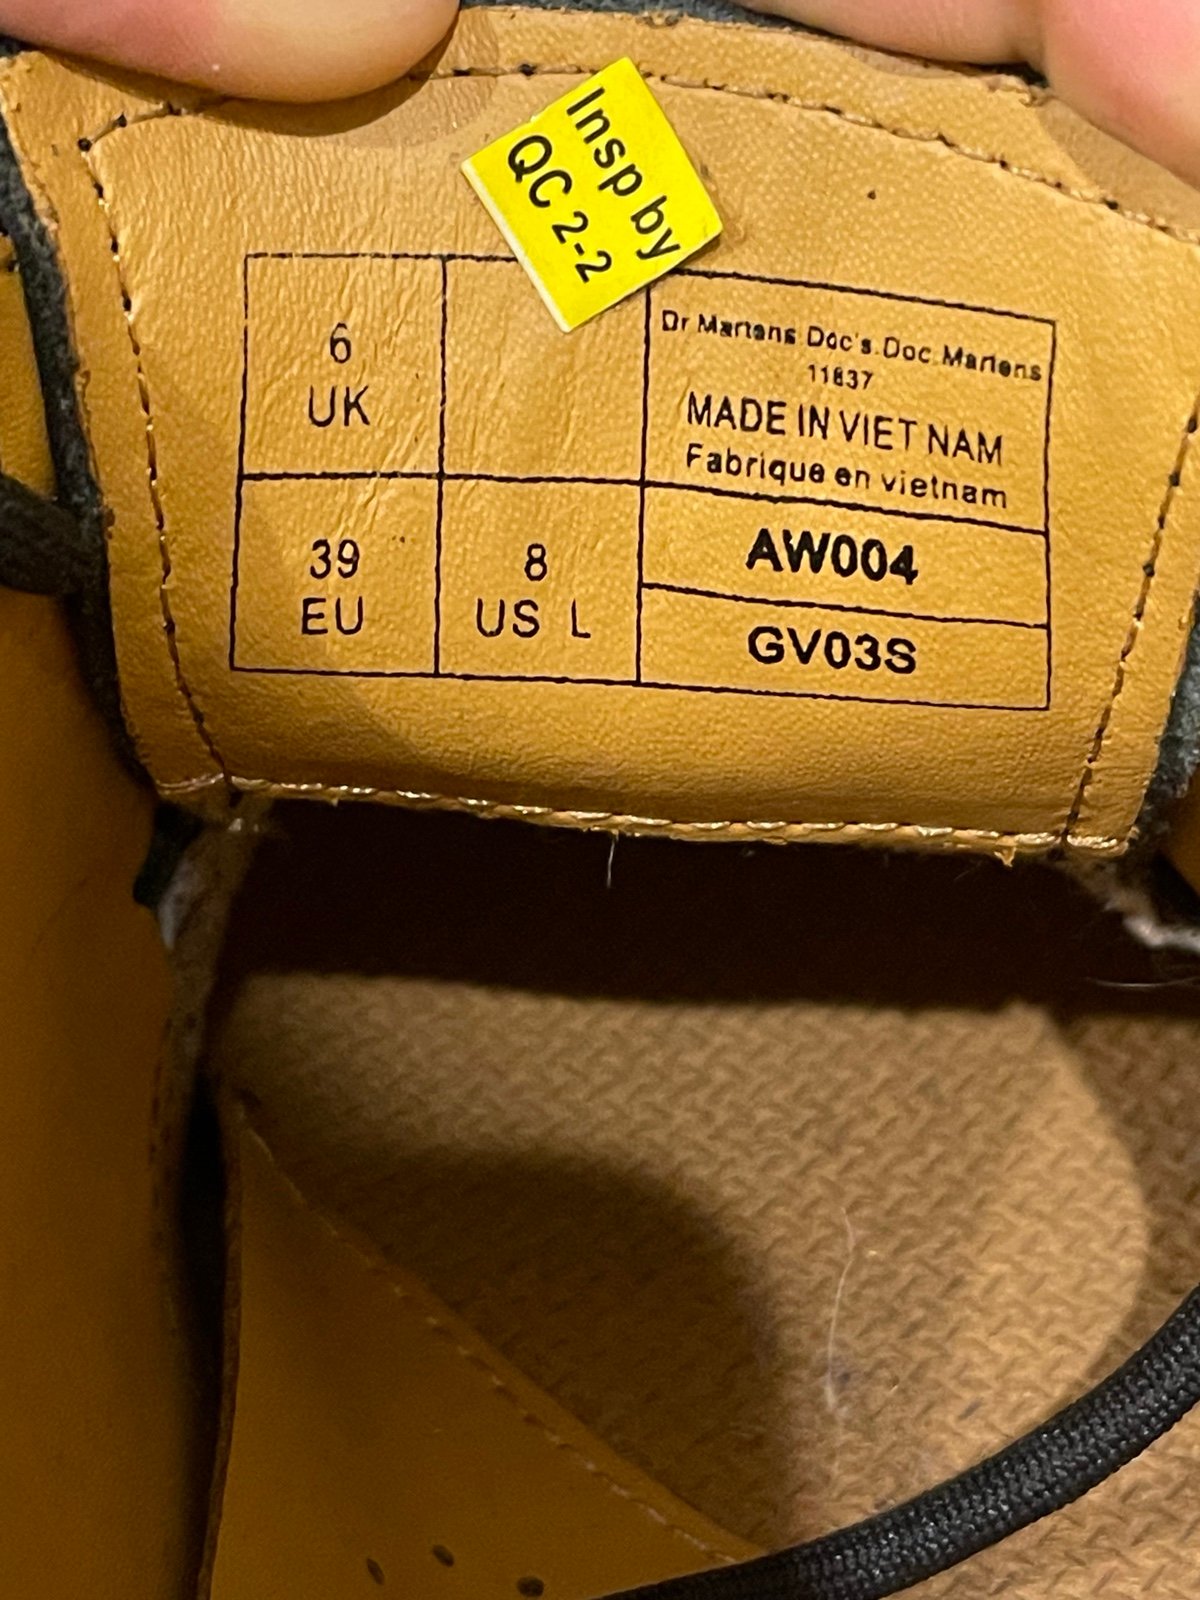 Insp by
QC 2-2
6
UK
39
EU
8
US L
Dr Martens Doc's. Doc. Martens
11837
MADE IN VIET NAM
Fabrique en vietnam
AW004
GV03S